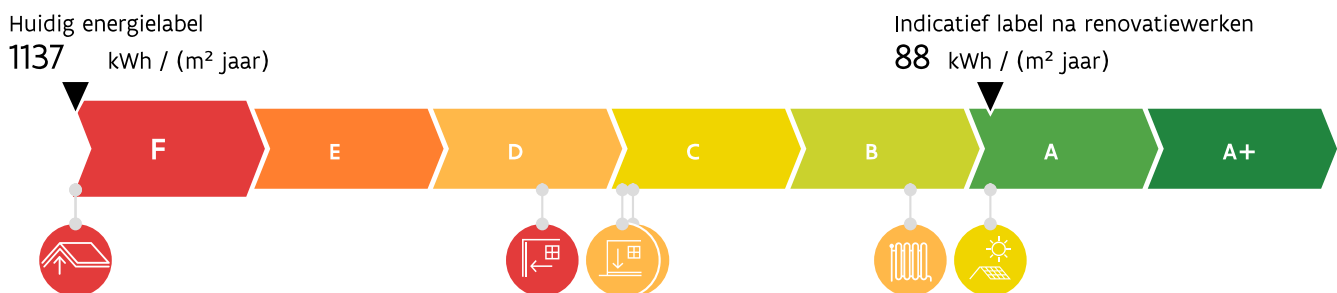 Huidig energielabel
1137 kWh / (m² jaar)
Indicatief label na renovatiewerken
88 kWh / (m² jaar)
F E D C B A A+